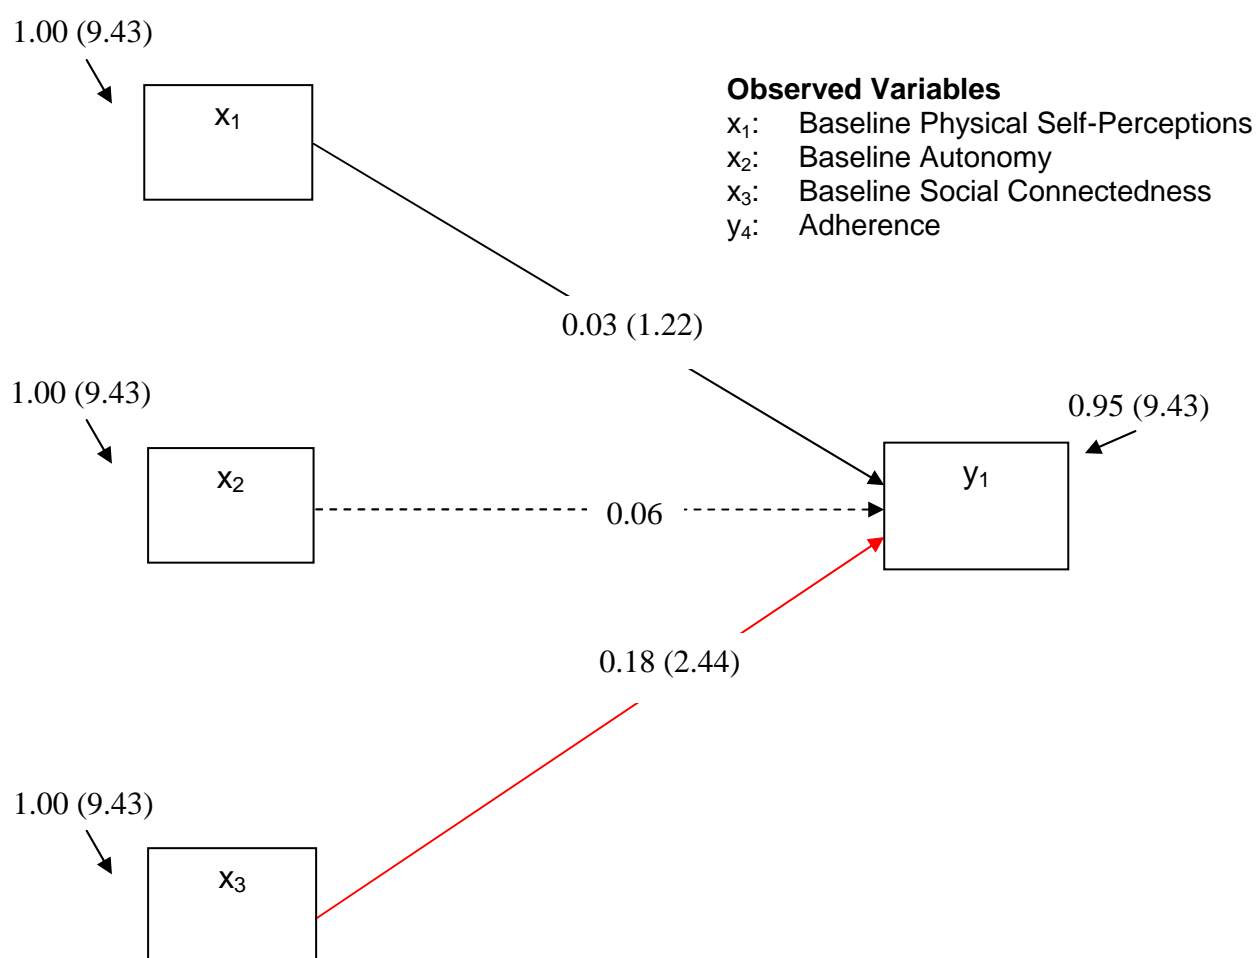 1.00 (9.43)
x₁
Observed Variables
x₁: Baseline Physical Self-Perceptions
x₂: Baseline Autonomy
x₃: Baseline Social Connectedness
y₄: Adherence
0.03 (1.22)
1.00 (9.43)
x₂
0.06
0.95 (9.43)
y₁
0.18 (2.44)
1.00 (9.43)
x₃